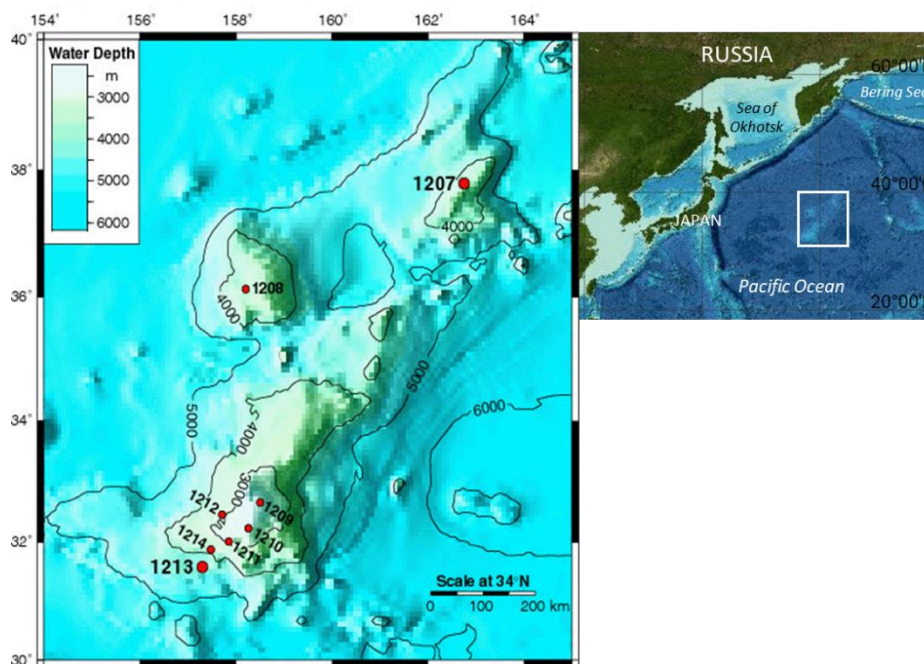 154° 156° 158° 160° 162° 164°
40°
38°
36°
34°
32°
30°
Water Depth
m
3000
4000
5000
6000
1207
4000
1208
4000
5000
4000
3000
5000
6000
1212
1209
1210
1211
1214
1213
Scale at 34°N
0 100 200 km
RUSSIA
60°00'
Bering Sea
Sea of
Okhotsk
40°00'
JAPAN
Pacific Ocean
20°00'